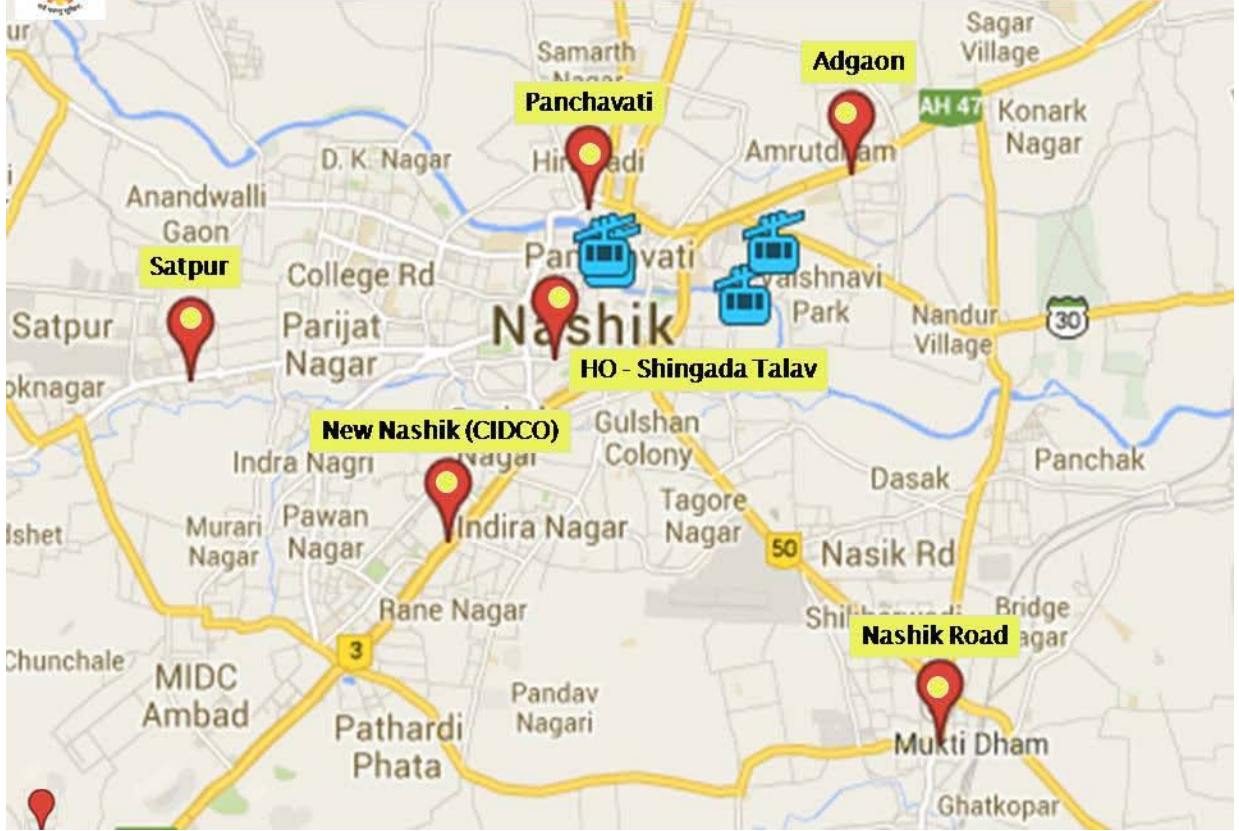 Sagar
Village
Samarth
Nagar
Adgaon
Panchavati
AH 47
Konark
Nagar
D. K. Nagar
Amrutdham
Anandwalli
Gaon
Satpur
College Rd
Vaishnavi
Park
Satpur
Parijat
Nagar
Nashik
Nandur
Village
30
HO - Shingada Talav
New Nashik (CIDCO)
Nagar
Gulshan
Colony
Indra Nagri
Panchak
Dasak
Tagore
Nagar
Murari
Nagar
Pawan
Nagar
Indira Nagar
50
Nasik Rd
Rane Nagar
Bridge
Nashik Road
3
Chunchale
MIDC
Ambad
Pandav
Nagari
Pathardi
Phata
Mukti Dham
Ghatkopar